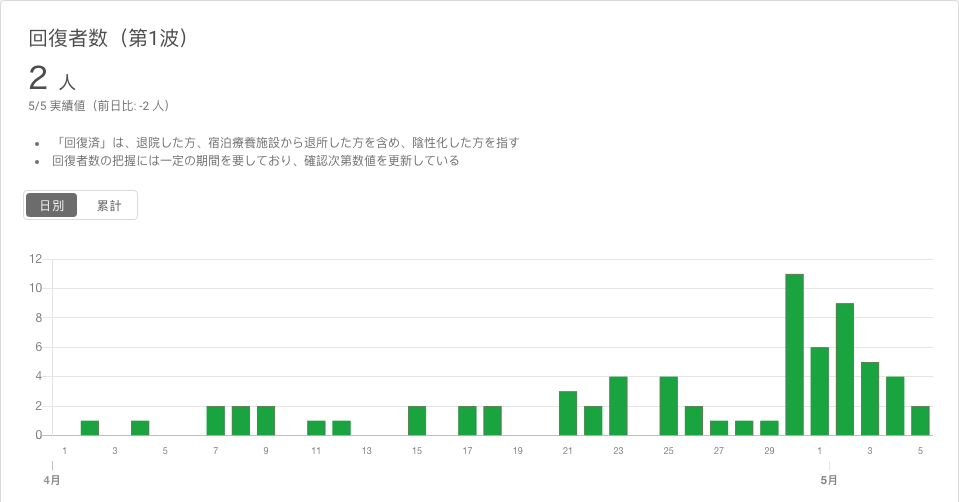 回復者数（第1波）
2 人
5/5 実績値（前日比: -2 人）
• 「回復済」は、退院した方、宿泊療養施設から退所した方を含め、陰性化した方を指す
• 回復者数の把握には一定の期間を要しており、確認次第数値を更新している
日別 累計
12
10
8
6
4
2
0
1 3 5 7 9 11 13 15 17 19 21 23 25 27 29 1 3 5
4月 5月